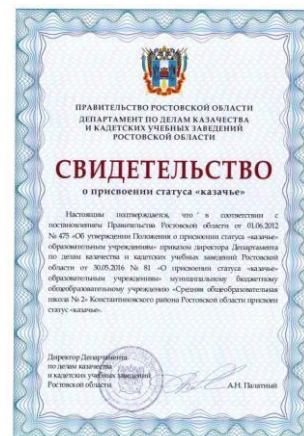 ПРАВИТЕЛЬСТВО РОСТОВСКОЙ ОБЛАСТИ
ДЕПАРТАМЕНТ ПО ДЕЛАМ КАЗАЧЕСТВА
И КАДЕТСКИХ УЧЕБНЫХ ЗАВЕДЕНИЙ
РОСТОВСКОЙ ОБЛАСТИ
СВИДЕТЕЛЬСТВО
о присвоении статуса «казачье»
Настоящим подтверждается, что в соответствии с
постановлением Правительства Ростовской области от 01.06.2012
№ 475 «Об утверждении Положения о присвоении статуса «казачье»
образовательным учреждениям» приказом директора Департамента
по делам казачества и кадетских учебных заведений Ростовской
области от 30.05.2016 № 81 «О присвоении статуса «казачье»
образовательным учреждениям» муниципальному бюджетному
общеобразовательному учреждению «Средняя общеобразовательная
школа № 2» Константиновского района Ростовской области присвоен
статус «казачье».
Директор Департамента
по делам казачества
и кадетских учебных заведений
Ростовской области
А.Н. Палатный